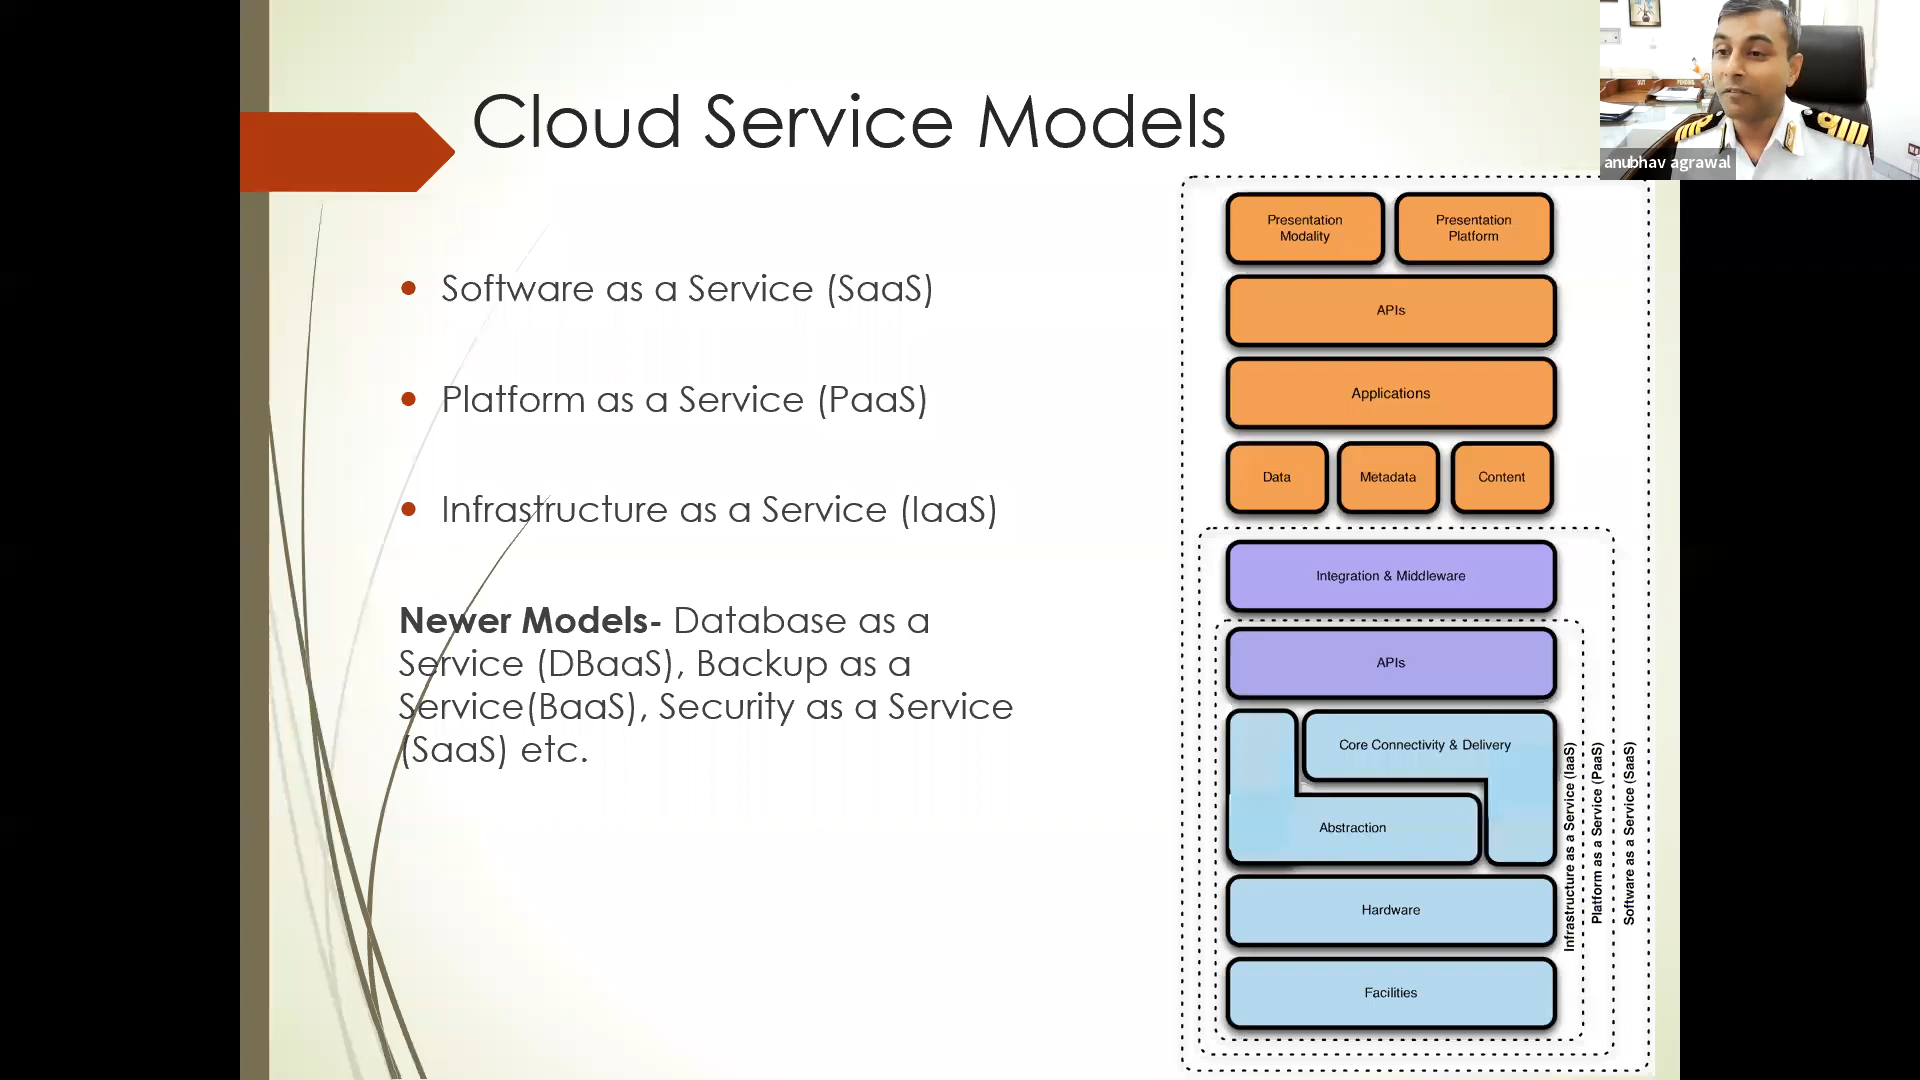 Cloud Service Models
anubhav agrawal
• Software as a Service (SaaS)
• Platform as a Service (PaaS)
• Infrastructure as a Service (IaaS)
Newer Models- Database as a
Service (DBaaS), Backup as a
Service(BaaS), Security as a Service
(SaaS) etc.
Presentation
Modality
Presentation
Platform
APIs
Applications
Data
Metadata
Content
Integration & Middleware
APIs
Core Connectivity & Delivery
Abstraction
Hardware
Facilities
Infrastructure as a Service (IaaS)
Platform as a Service (PaaS)
Software as a Service (SaaS)
OUT
PENDING